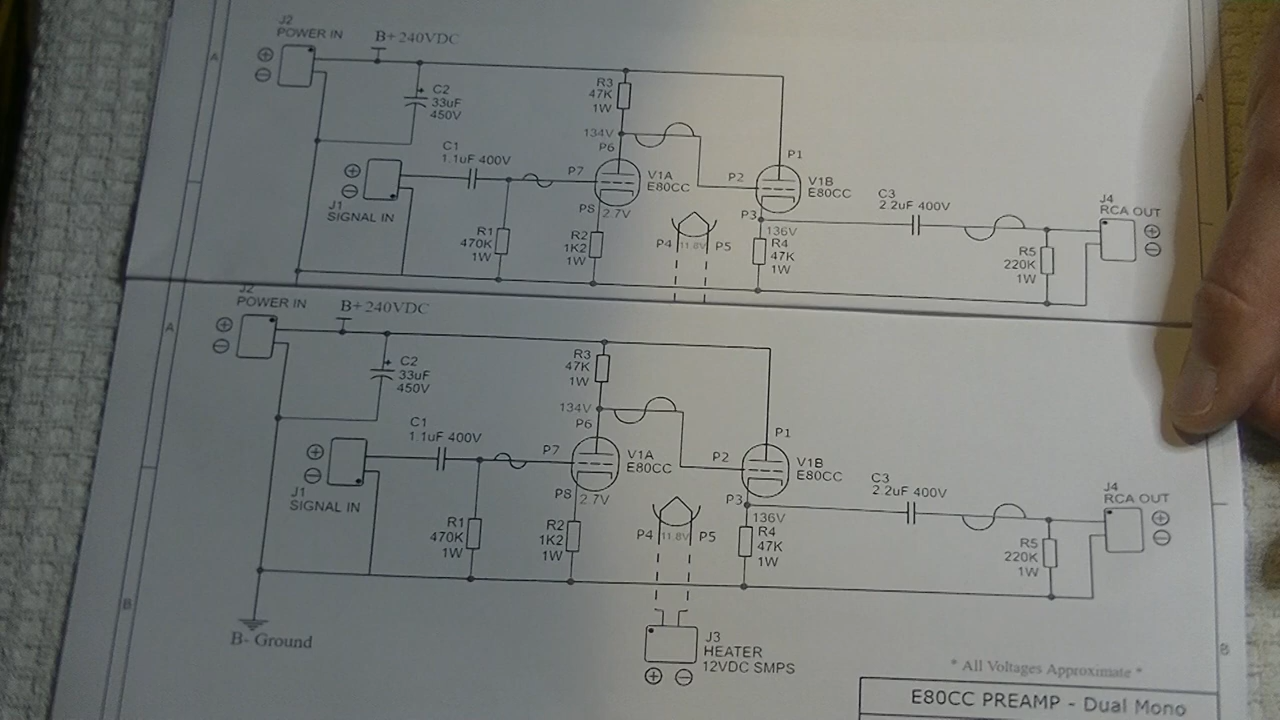 J2
POWER IN
B+ 240VDC
A
A
C2
33uF
450V
R3
47K
1W
134V
P6
C1
1.1uF 400V
P7
V1A
E80CC
P8
2.7V
P2
P1
V1B
E80CC
P3
136V
C3
2.2uF 400V
J4
RCA OUT
J1
SIGNAL IN
R1
470K
1W
R2
1K2
1W
P4
11.8V
P5
R4
47K
1W
R5
220K
1W
J2
POWER IN
B+ 240VDC
A
C2
33uF
450V
R3
47K
1W
134V
P6
C1
1.1uF 400V
P7
V1A
E80CC
P8
2.7V
P2
P1
V1B
E80CC
P3
136V
C3
2.2uF 400V
J4
RCA OUT
J1
SIGNAL IN
R1
470K
1W
R2
1K2
1W
P4
11.8V
P5
R4
47K
1W
R5
220K
1W
B
B
B- Ground
J3
HEATER
12VDC SMPS
* All Voltages Approximate *
E80CC PREAMP - Dual Mono